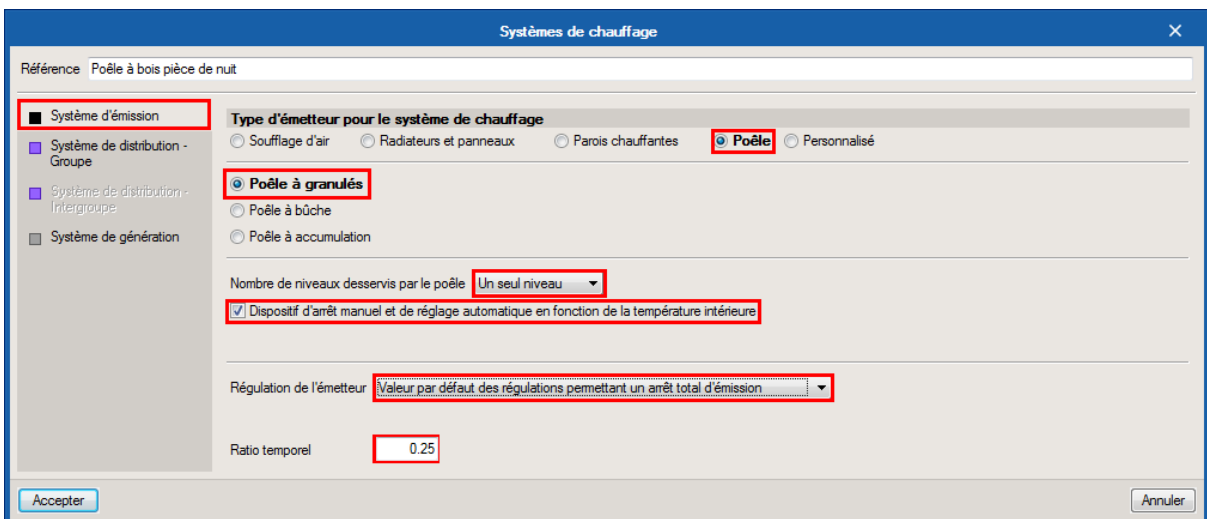 Systèmes de chauffage
Référence Poêle à bois pièce de nuit
Système d'émission
Système de distribution -
Groupe
Système de distribution -
Intergroupe
Système de génération
Type d'émetteur pour le système de chauffage
Soufflage d'air Radiateurs et panneaux Parois chauffantes Poêle Personnalisé
Poêle à granulés
Poêle à bûche
Poêle à accumulation
Nombre de niveaux desservis par le poêle Un seul niveau
Dispositif d'arrêt manuel et de réglage automatique en fonction de la température intérieure
Régulation de l'émetteur Valeur par défaut des régulations permettant un arrêt total d'émission
Ratio temporel 0.25
Accepter Annuler